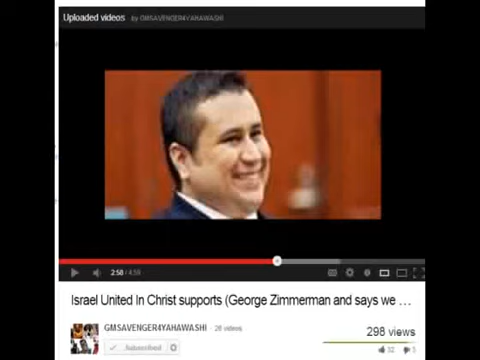 Uploaded videos by GMSAVENGER4YAHAWASHI
2:58 / 4:59
Israel United In Christ supports (George Zimmerman and says we ...
GMSAVENGER4YAHAWASHI · 26 videos
Subscribed
298 views
32 5